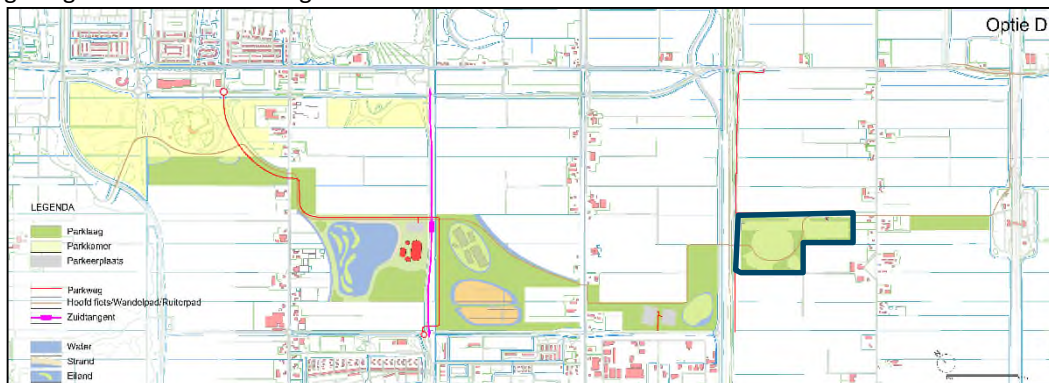 Optie D
LEGENDA
Parklaag
Parkkamer
Parkeerplaats
Parkweg
Hoofd fiets/Wandelpad/Ruiterpad
Zuidtangent
Water
Strand
Eiland